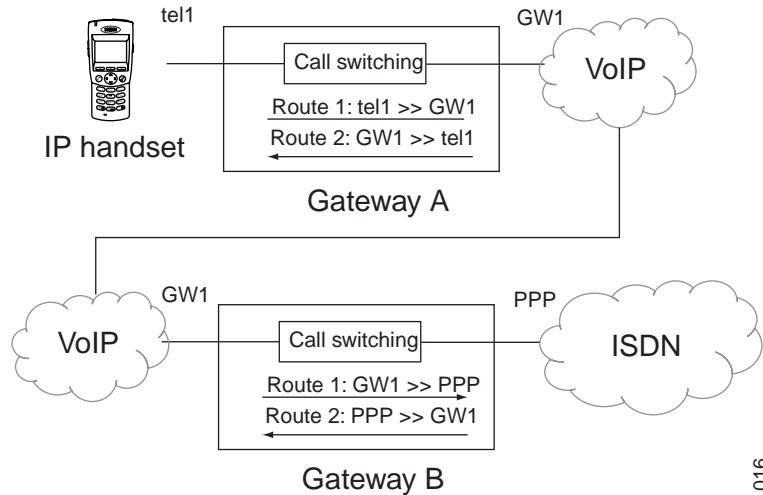 tel1
GW1
Call switching
VoIP
Route 1: tel1 >> GW1
Route 2: GW1 >> tel1
IP handset
Gateway A
GW1
PPP
VoIP
Call switching
ISDN
Route 1: GW1 >> PPP
Route 2: PPP >> GW1
Gateway B
016